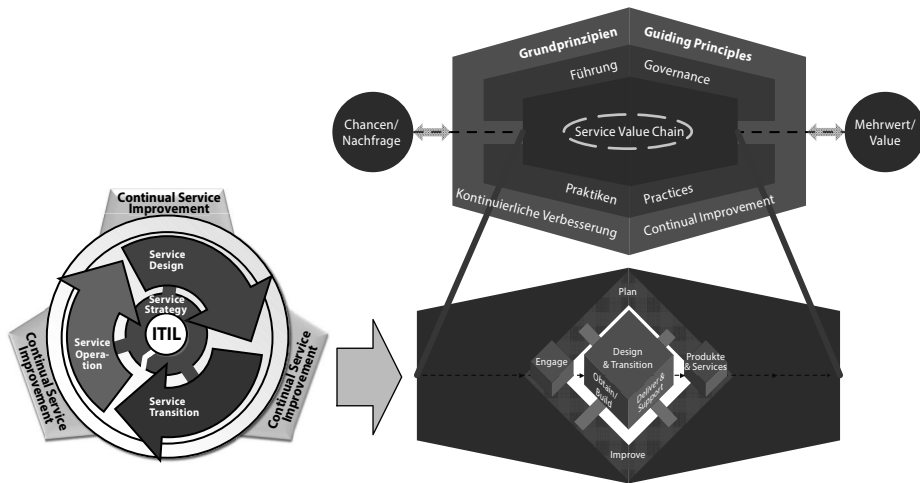 Continual Service
Improvement
Service
Design
Service
Strategy
ITIL
Service
Opera-
tion
Service
Transition
Continual Service
Improvement
Continual Service
Improvement
Grundprinzipien
Guiding Principles
Führung
Governance
Chancen/
Nachfrage
Service Value Chain
Mehrwert/
Value
Praktiken
Practices
Kontinuierliche Verbesserung
Continual Improvement
Plan
Engage
Design
& Transition
Produkte
& Services
Obtain/
Build
Deliver &
Support
Improve